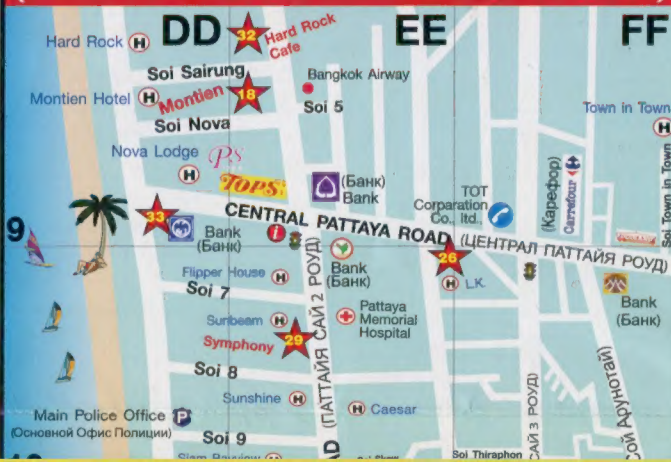 DD
EE
FF
32
Hard Rock
Cafe
Hard Rock H
Soi Sairung
Bangkok Airway
Montien Hotel H
Montien
18
Soi 5
Soi Nova
Town in Town
H
Soi Town in Town
Nova Lodge
H
PS
TOPS
(Банк)
Bank
TOT
Corparation
Co., ltd.,
(Карефор)
Carrefour
9
33
Bank
(Банк)
CENTRAL PATTAYA ROAD (ЦЕНТРАЛ ПАТТАЙЯ РОУД)
i
26
Bank
(Банк)
H L.K.
Flipper House H
Soi 7
Bank
(Банк)
Sunbeam H
Symphony
29
Pattaya
Memorial
Hospital
(ПАТТАЙЯ САЙ 2 РОУД)
Soi 8
Sunshine H
H Caesar
Main Police Office P
(Основной Офис Полиции)
Soi 9
САЙ 3 РОУД)
Сой Арунотай)
Soi Thiraphon
Siam Bayview H